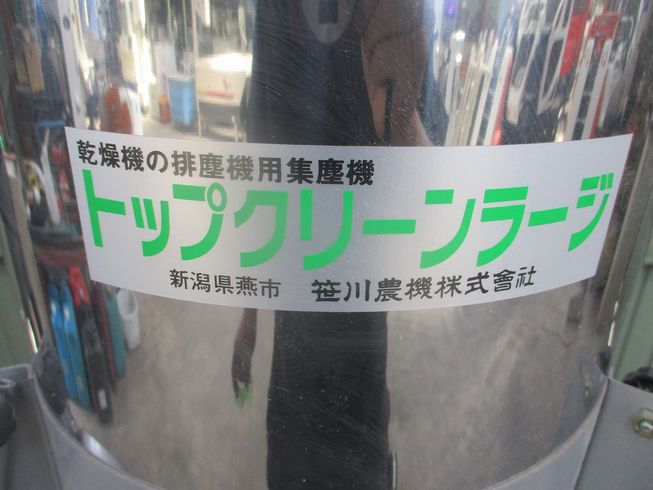 乾燥機の排塵機用集塵機
トップクリーンラージ
新潟県燕市 笹川農機株式會社